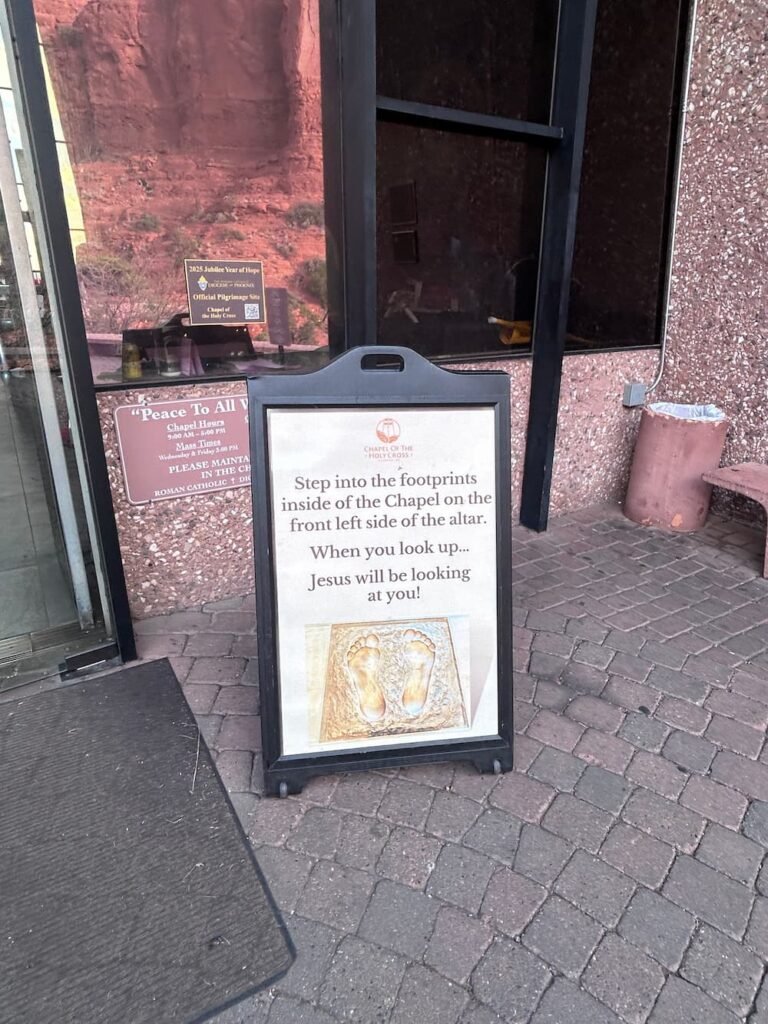 2025 Jubilee Year of Hope
DIOCESE OF PHOENIX
Official Pilgrimage Site
Chapel of
the Holy Cross
"Peace To All
Chapel Hours
9:00 AM - 5:00 PM
Mass Times
Wednesday & Friday 3:00 PM
PLEASE MAINTA
IN THE CH
ROMAN CATHOLIC † DI
CHAPEL OF THE
HOLY CROSS
Step into the footprints
inside of the Chapel on the
front left side of the altar.
When you look up...
Jesus will be looking
at you!